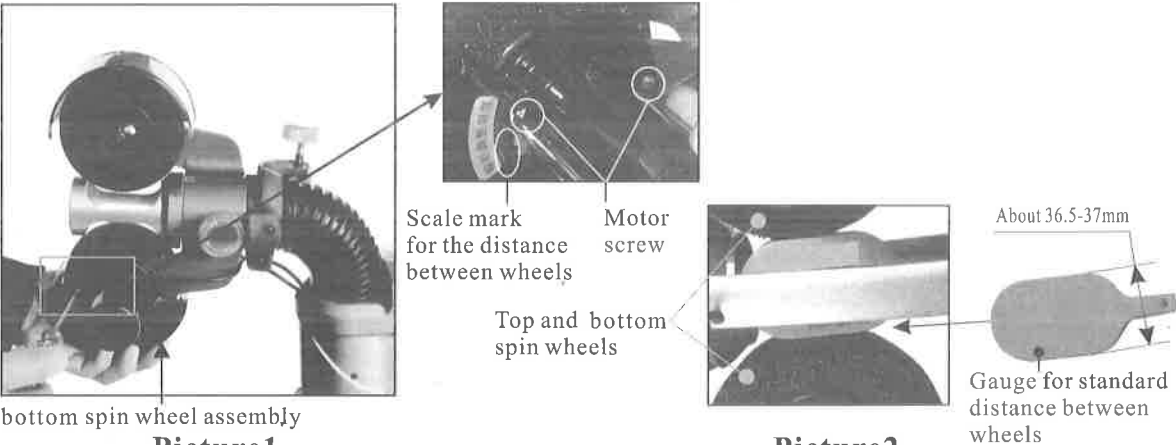 Scale mark
for the distance
between wheels
Motor
screw
bottom spin wheel assembly
Picture1
Top and bottom
spin wheels
About 36.5-37mm
Gauge for standard
distance between
wheels
Picture2